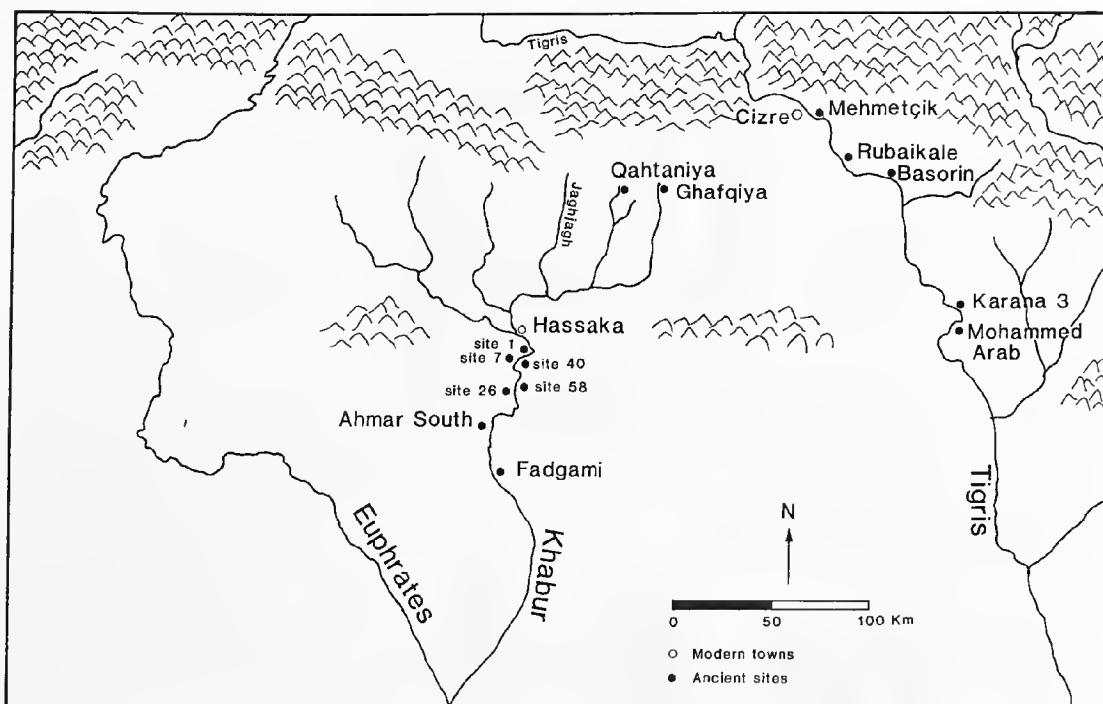 Tigris
Cizre
Mehmetçik
Rubaikale
Basorin
Qahtaniya
Ghafqiya
Jaghjagh
Karana 3
Mohammed
Arab
Hassaka
site 1
site 7
site 40
site 26
site 58
Ahmar South
Fadgami
Euphrates
Khabur
Tigris
N
0 50 100 Km
Modern towns
Ancient sites